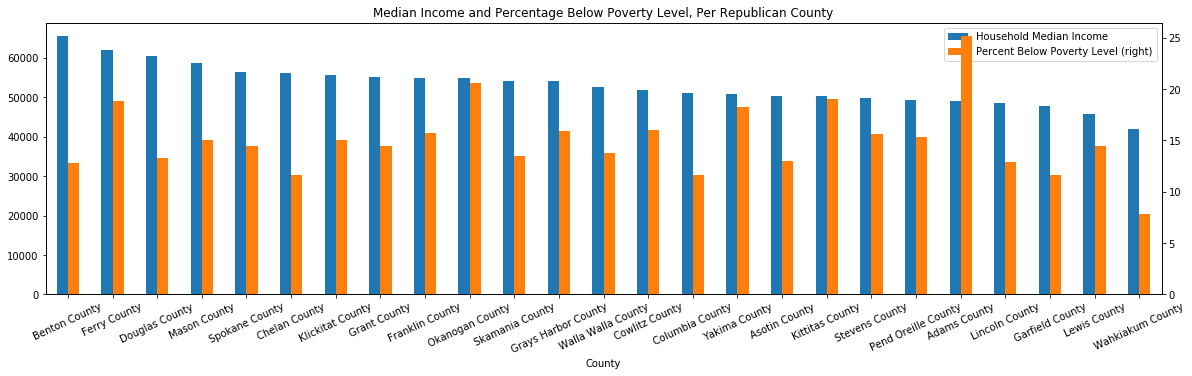 Median Income and Percentage Below Poverty Level, Per Republican County
Household Median Income
Percent Below Poverty Level (right)
60000
50000
40000
30000
20000
10000
0
25
20
15
10
5
0
Benton County
Ferry County
Douglas County
Mason County
Spokane County
Chelan County
Klickitat County
Grant County
Franklin County
Okanogan County
Skamania County
Grays Harbor County
Walla Walla County
Cowlitz County
Columbia County
Yakima County
Asotin County
Kittitas County
Stevens County
Pend Oreille County
Adams County
Lincoln County
Garfield County
Lewis County
Wahkiakum County
County